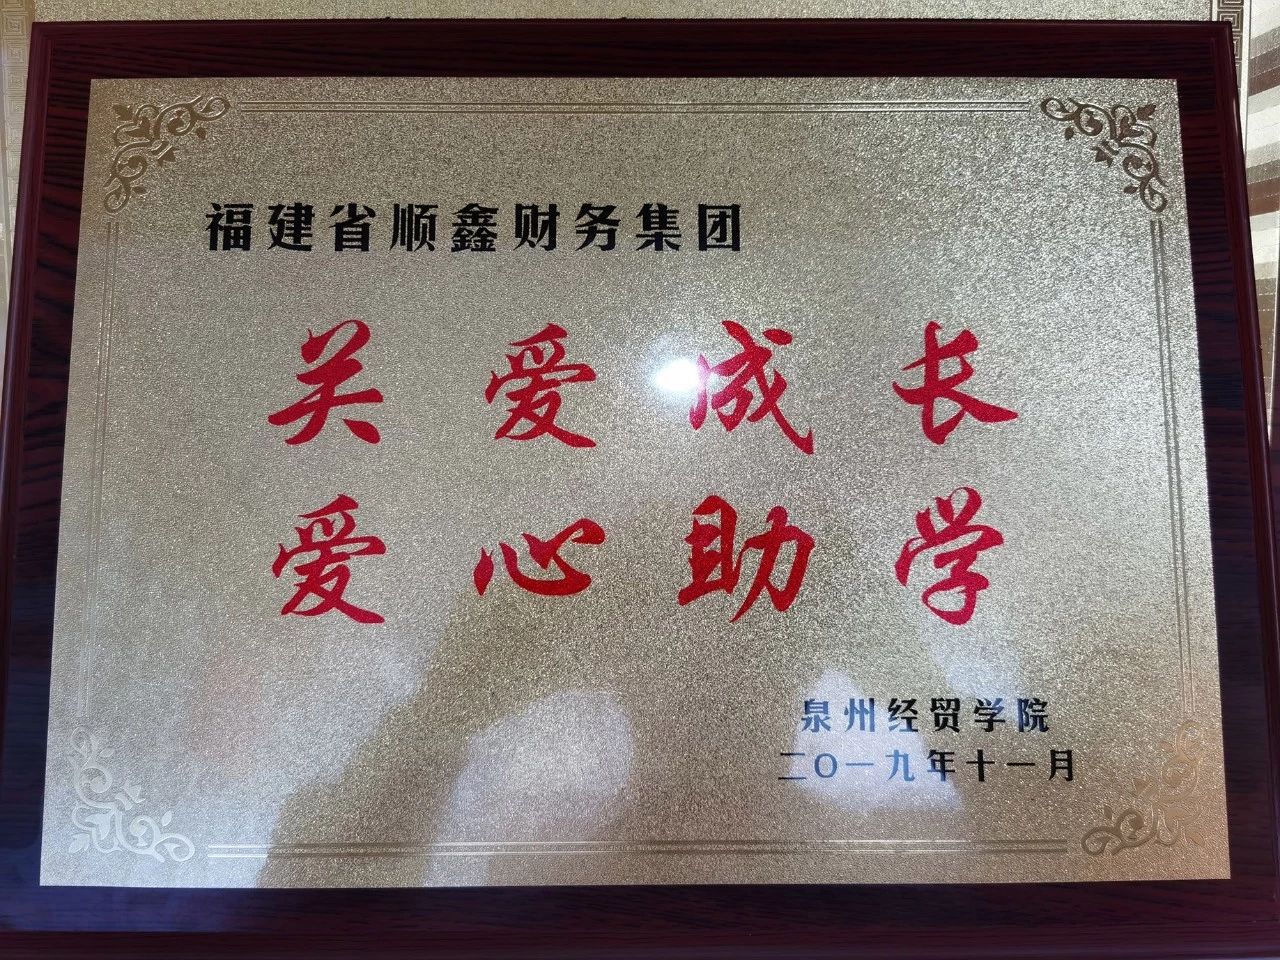 福建省顺鑫财务集团
关爱成长
爱心助学
泉州经贸学院
二〇一九年十一月